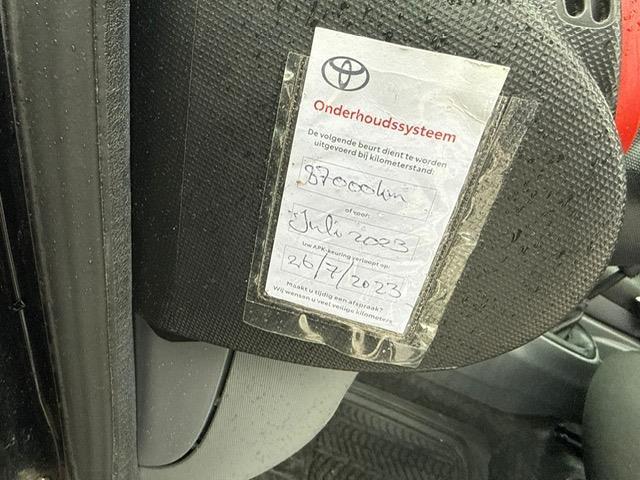 Onderhoudssysteem
De volgende beurt dient te worden
uitgevoerd bij kilometerstand:
87000km
of voor:
Juli 2023
Uw APK-keuring verloopt op:
26/7/2023
Maakt u tijdig een afspraak?
Wij wensen u veel veilige kilometers.